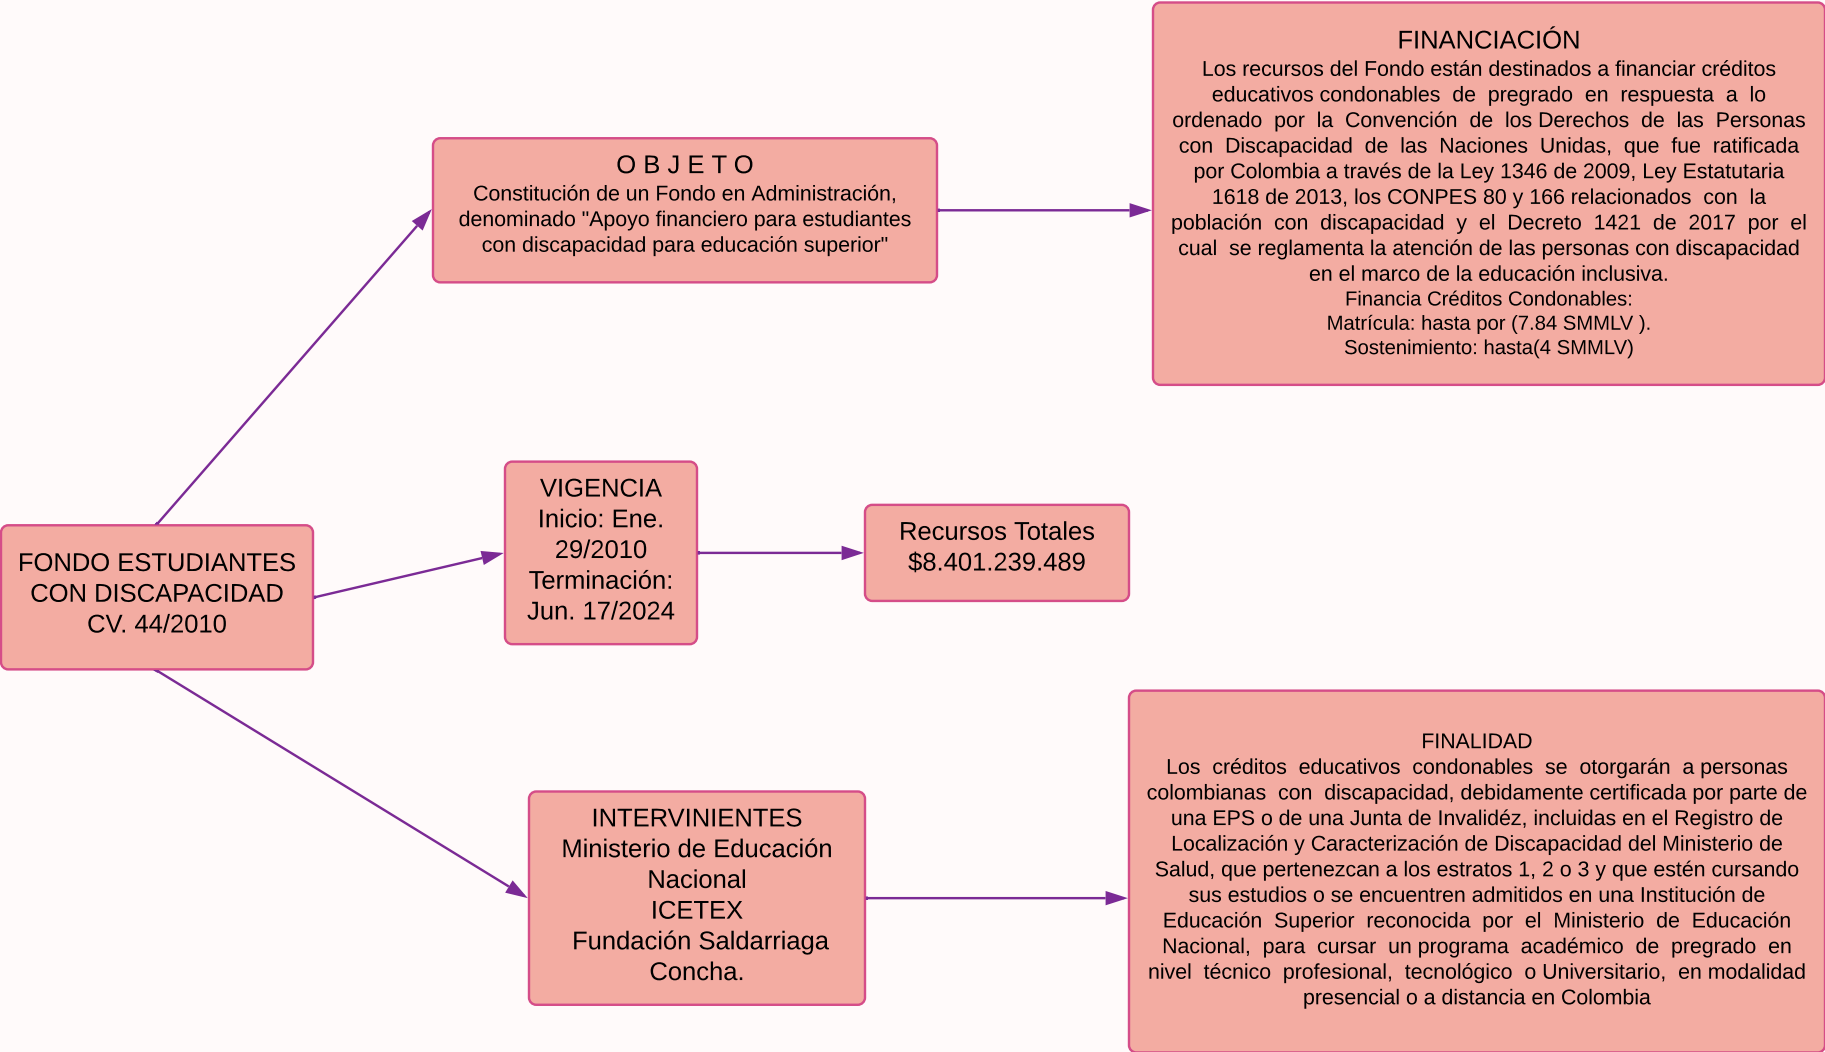 FINANCIACIÓN
Los recursos del Fondo están destinados a financiar créditos
educativos condonables de pregrado en respuesta a lo
ordenado por la Convención de los Derechos de las Personas
con Discapacidad de las Naciones Unidas, que fue ratificada
por Colombia a través de la Ley 1346 de 2009, Ley Estatutaria
1618 de 2013, los CONPES 80 y 166 relacionados con la
población con discapacidad y el Decreto 1421 de 2017 por el
cual se reglamenta la atención de las personas con discapacidad
en el marco de la educación inclusiva.
Financia Créditos Condonables:
Matrícula: hasta por (7.84 SMMLV ).
Sostenimiento: hasta(4 SMMLV)
O B J E T O
Constitución de un Fondo en Administración,
denominado "Apoyo financiero para estudiantes
con discapacidad para educación superior"
VIGENCIA
Inicio: Ene.
29/2010
Terminación:
Jun. 17/2024
Recursos Totales
$8.401.239.489
FONDO ESTUDIANTES
CON DISCAPACIDAD
CV. 44/2010
INTERVINIENTES
Ministerio de Educación
Nacional
ICETEX
Fundación Saldarriaga
Concha.
FINALIDAD
Los créditos educativos condonables se otorgarán a personas
colombianas con discapacidad, debidamente certificada por parte de
una EPS o de una Junta de Invalidéz, incluidas en el Registro de
Localización y Caracterización de Discapacidad del Ministerio de
Salud, que pertenezcan a los estratos 1, 2 o 3 y que estén cursando
sus estudios o se encuentren admitidos en una Institución de
Educación Superior reconocida por el Ministerio de Educación
Nacional, para cursar un programa académico de pregrado en
nivel técnico profesional, tecnológico o Universitario, en modalidad
presencial o a distancia en Colombia